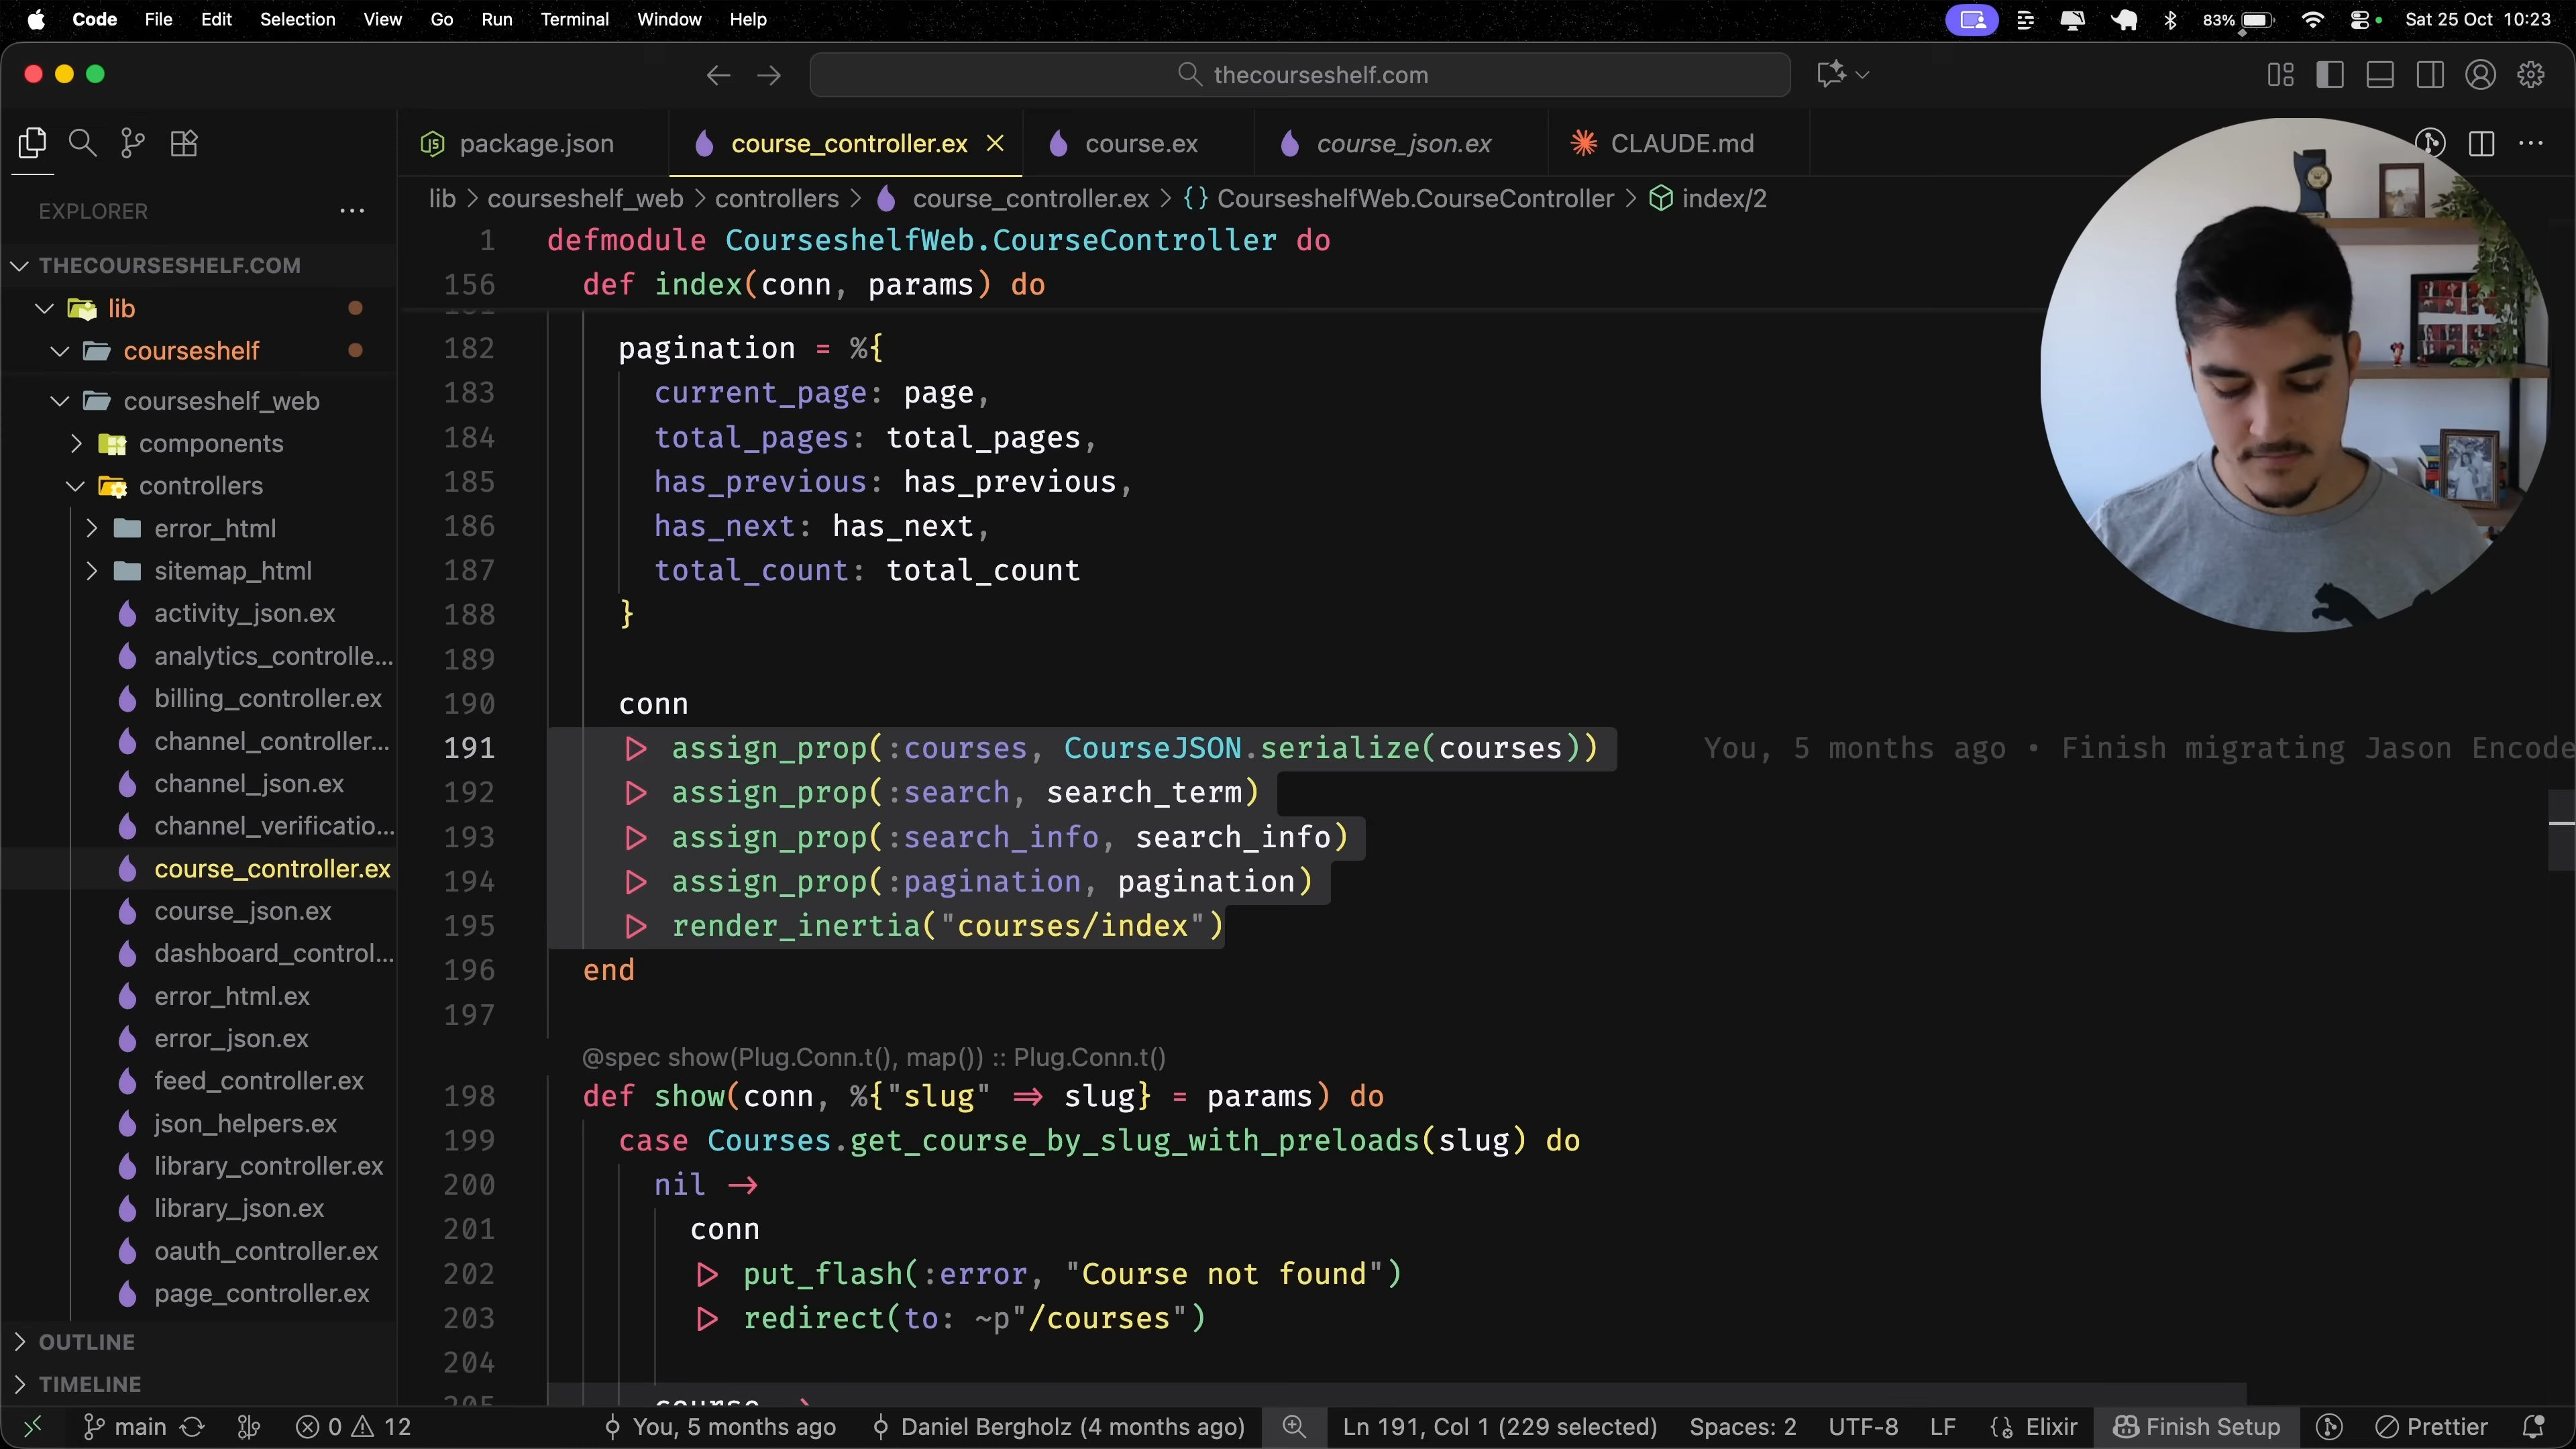 Code File Edit Selection View Go Run Terminal Window Help 83% Sat 25 Oct 10:23
thecourseshelf.com
package.json course_controller.ex course.ex course_json.ex CLAUDE.md
EXPLORER
lib > courseshelf_web > controllers > course_controller.ex > {} CourseshelfWeb.CourseController > index/2
THECOURSESHELF.COM
lib
courseshelf
courseshelf_web
components
controllers
error_html
sitemap_html
activity_json.ex
analytics_controlle...
billing_controller.ex
channel_controller...
channel_json.ex
channel_verificatio...
course_controller.ex
course_json.ex
dashboard_control...
error_html.ex
error_json.ex
feed_controller.ex
json_helpers.ex
library_controller.ex
library_json.ex
oauth_controller.ex
page_controller.ex
OUTLINE
TIMELINE
1 defmodule CourseshelfWeb.CourseController do
156 def index(conn, params) do
182 pagination = %{
183 current_page: page,
184 total_pages: total_pages,
185 has_previous: has_previous,
186 has_next: has_next,
187 total_count: total_count
188 }
189
190 conn
191 |> assign_prop(:courses, CourseJSON.serialize(courses)) You, 5 months ago • Finish migrating Jason Encode
192 |> assign_prop(:search, search_term)
193 |> assign_prop(:search_info, search_info)
194 |> assign_prop(:pagination, pagination)
195 |> render_inertia("courses/index")
196 end
197
@spec show(Plug.Conn.t(), map()) :: Plug.Conn.t()
198 def show(conn, %{"slug" => slug} = params) do
199 case Courses.get_course_by_slug_with_preloads(slug) do
200 nil ->
201 conn
202 |> put_flash(:error, "Course not found")
203 |> redirect(to: ~p"/courses")
204
main 0 12 You, 5 months ago Daniel Bergholz (4 months ago) Ln 191, Col 1 (229 selected) Spaces: 2 UTF-8 LF Elixir Finish Setup Prettier